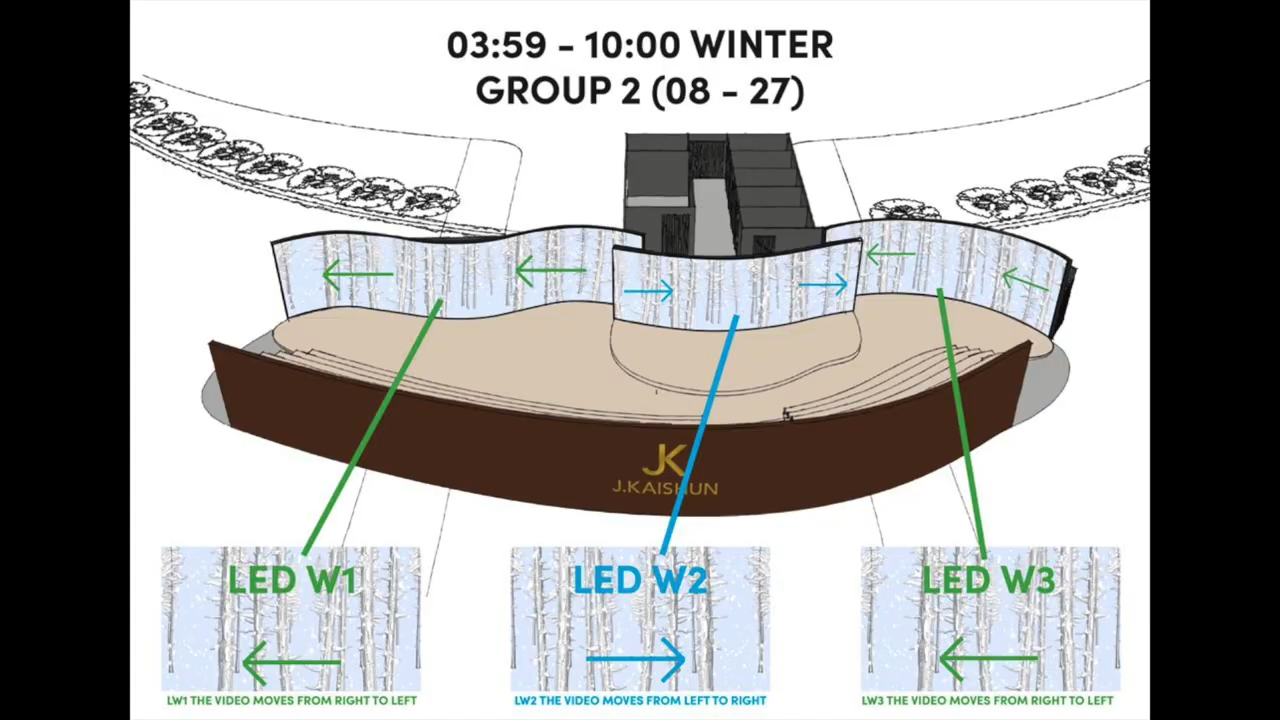 03:59 - 10:00 WINTER
GROUP 2 (08 - 27)
JK
J.KAISHUN
LED W1
LED W2
LED W3
LW1 THE VIDEO MOVES FROM RIGHT TO LEFT
LW2 THE VIDEO MOVES FROM LEFT TO RIGHT
LW3 THE VIDEO MOVES FROM RIGHT TO LEFT